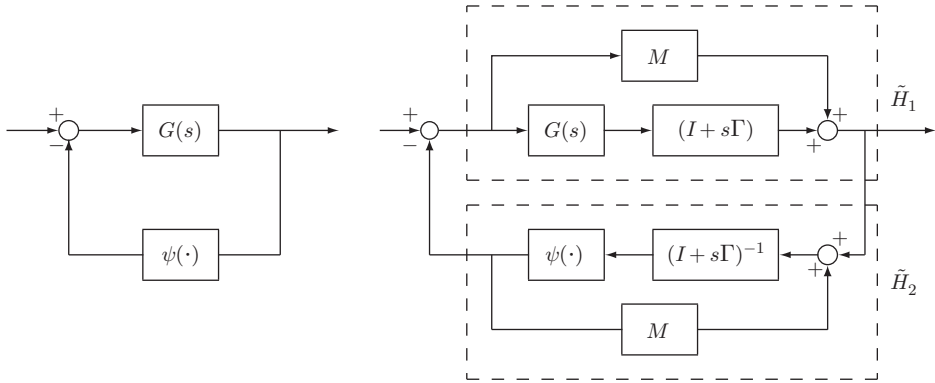 +
−
G(s)
ψ(·)
M
+
−
G(s)
(I + sΓ)
+
+
H̃₁
ψ(·)
(I + sΓ)⁻¹
+
+
H̃₂
M